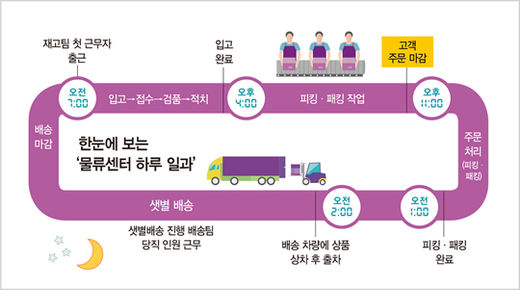 재고팀 첫 근무자
출근
입고
완료
고객
주문 마감
오전
7:00
입고→접수→검품→적치
오후
4:00
피킹·패킹 작업
오후
11:00
배송
마감
한눈에 보는
‘물류센터 하루 일과’
주문
처리
(피킹·
패킹)
샛별 배송
오전
2:00
오전
1:00
샛별배송 진행 배송팀
당직 인원 근무
배송 차량에 상품
상차 후 출차
피킹·패킹
완료